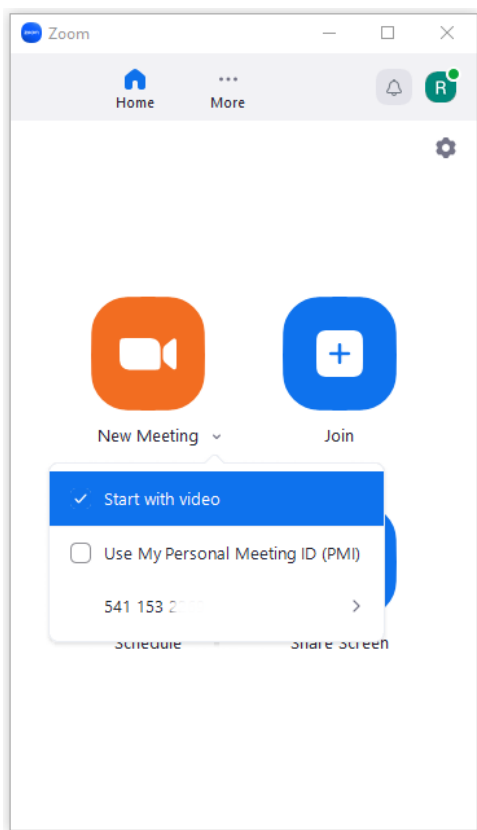 Zoom
Home More
R
New Meeting Join
Start with video
Use My Personal Meeting ID (PMI)
541 153
Schedule Share Screen